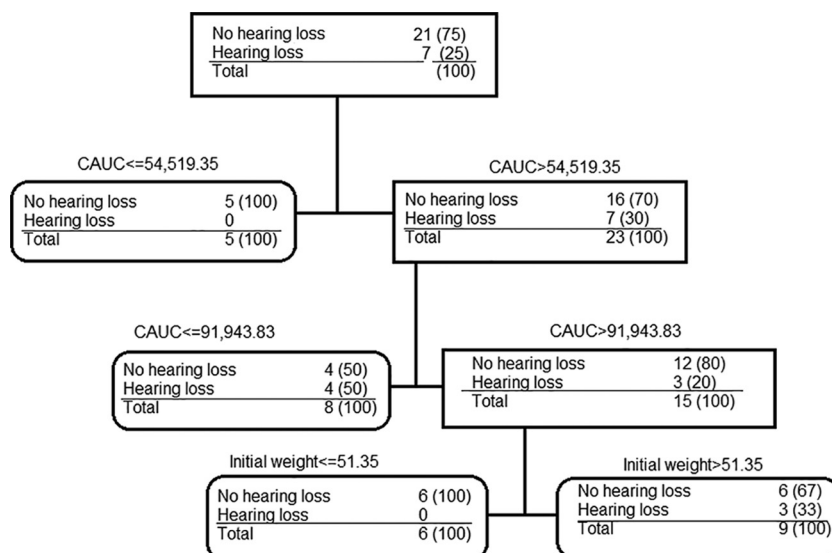 No hearing loss 21 (75)
Hearing loss 7 (25)
Total (100)
CAUC<=54,519.35
No hearing loss 5 (100)
Hearing loss 0
Total 5 (100)
CAUC>54,519.35
No hearing loss 16 (70)
Hearing loss 7 (30)
Total 23 (100)
CAUC<=91,943.83
No hearing loss 4 (50)
Hearing loss 4 (50)
Total 8 (100)
CAUC>91,943.83
No hearing loss 12 (80)
Hearing loss 3 (20)
Total 15 (100)
Initial weight<=51.35
No hearing loss 6 (100)
Hearing loss 0
Total 6 (100)
Initial weight>51.35
No hearing loss 6 (67)
Hearing loss 3 (33)
Total 9 (100)